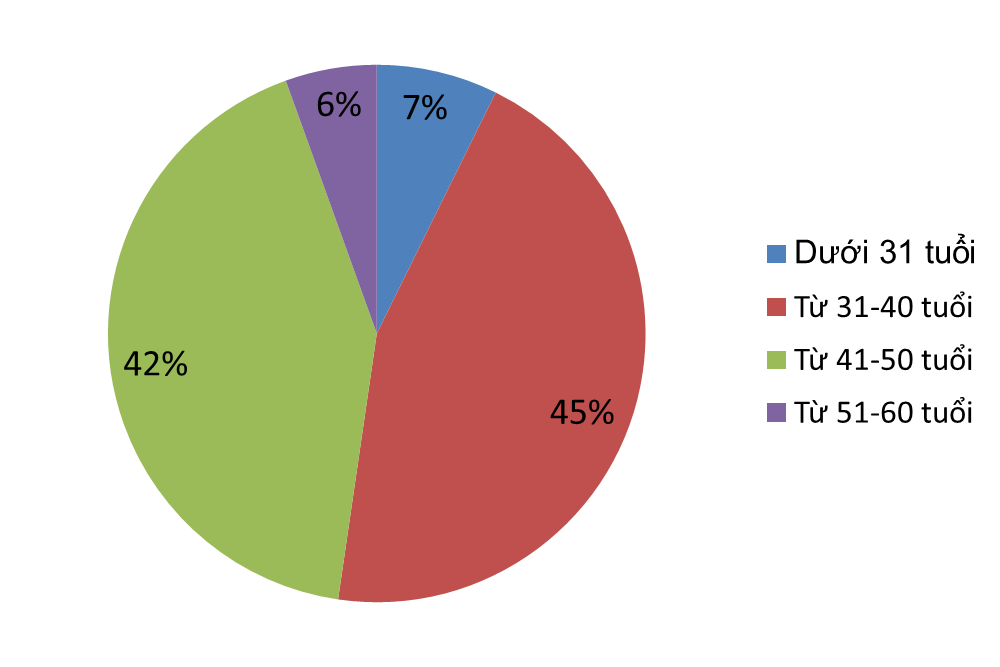 6%
7%
42%
45%
Dưới 31 tuổi
Từ 31-40 tuổi
Từ 41-50 tuổi
Từ 51-60 tuổi